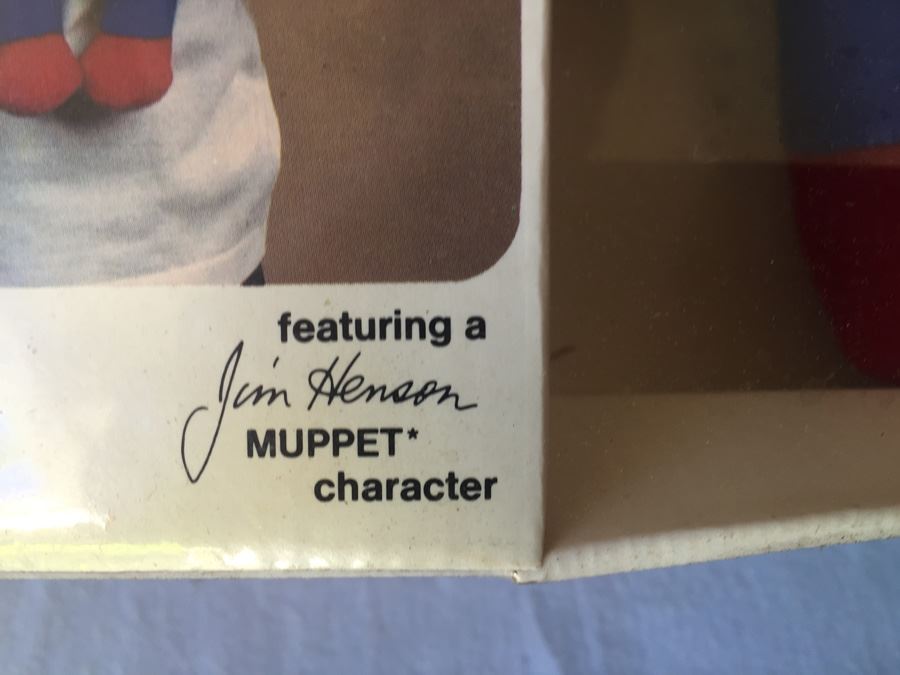 featuring a
Jim Henson
MUPPET*
character